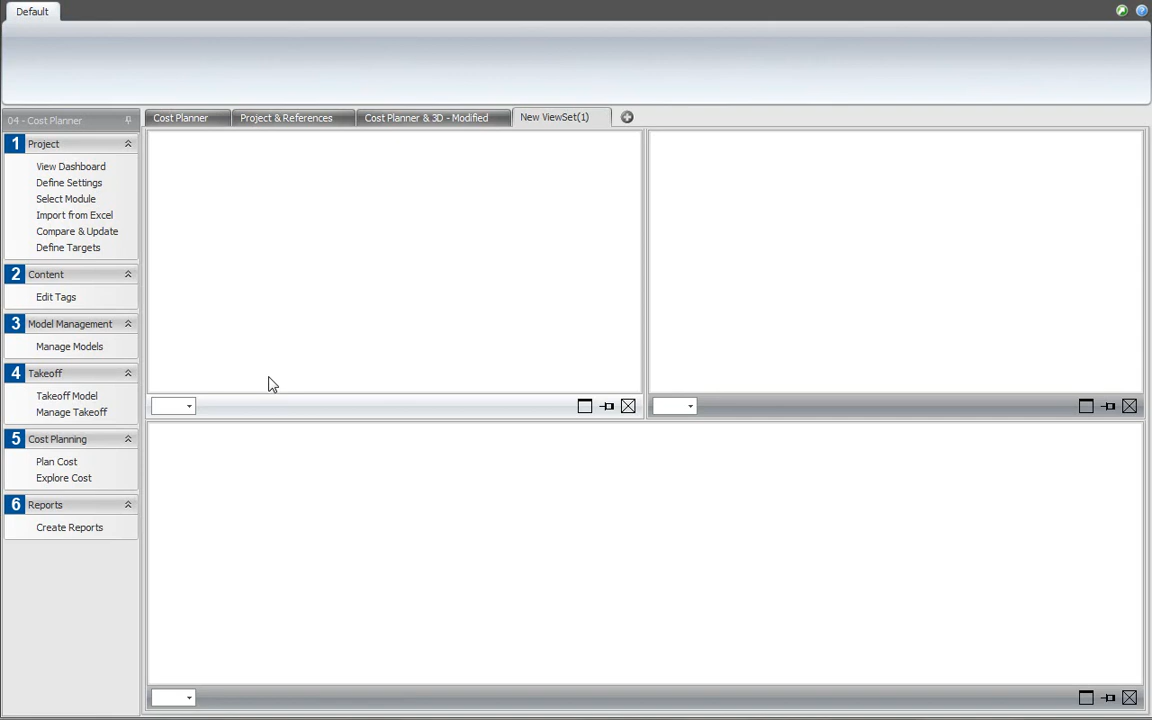 Default
04 - Cost Planner
Cost Planner
Project & References
Cost Planner & 3D - Modified
New ViewSet(1)
1 Project
View Dashboard
Define Settings
Select Module
Import from Excel
Compare & Update
Define Targets
2 Content
Edit Tags
3 Model Management
Manage Models
4 Takeoff
Takeoff Model
Manage Takeoff
5 Cost Planning
Plan Cost
Explore Cost
6 Reports
Create Reports